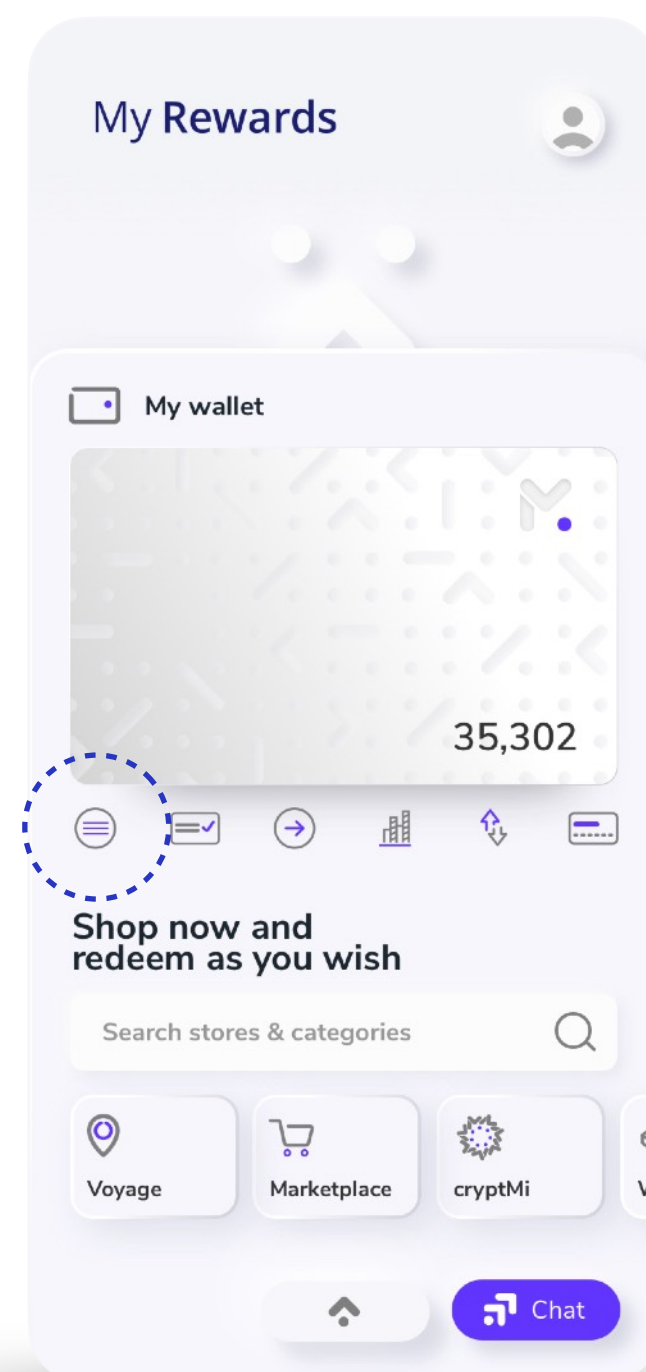 My Rewards
My wallet
35,302
Shop now and
redeem as you wish
Search stores & categories
Voyage
Marketplace
cryptMi
Chat